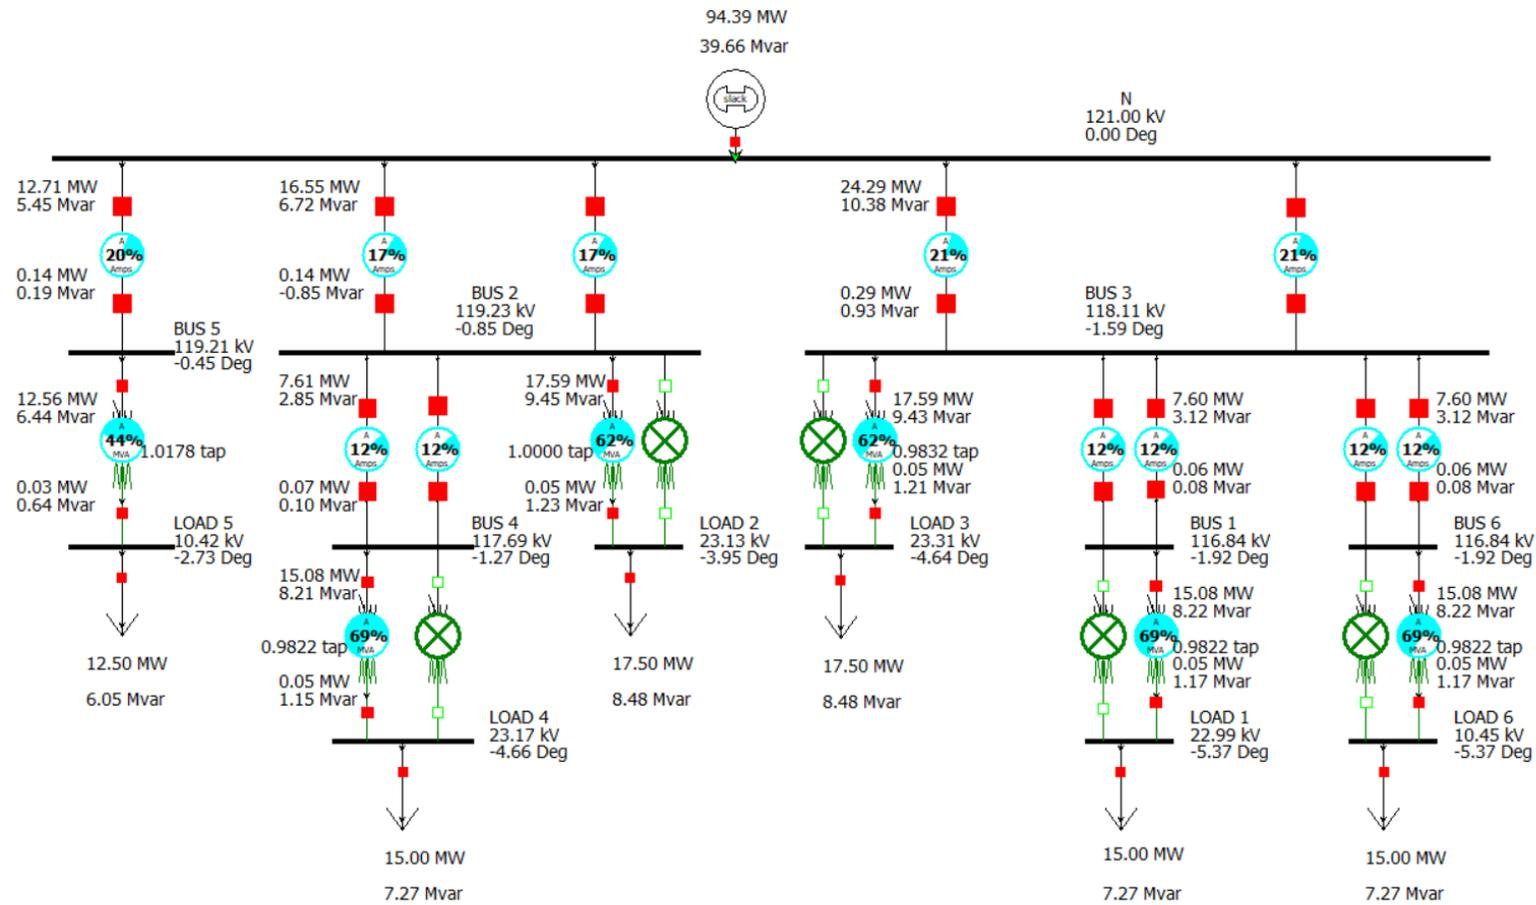 94.39 MW
39.66 Mvar
slack
N
121.00 kV
0.00 Deg
12.71 MW
5.45 Mvar
A
20%
Amps
0.14 MW
0.19 Mvar
16.55 MW
6.72 Mvar
A
17%
Amps
0.14 MW
-0.85 Mvar
A
17%
Amps
24.29 MW
10.38 Mvar
A
21%
Amps
0.29 MW
0.93 Mvar
A
21%
Amps
BUS 5
119.21 kV
-0.45 Deg
BUS 2
119.23 kV
-0.85 Deg
BUS 3
118.11 kV
-1.59 Deg
12.56 MW
6.44 Mvar
A
44%
MVA
1.0178 tap
0.03 MW
0.64 Mvar
LOAD 5
10.42 kV
-2.73 Deg
12.50 MW
6.05 Mvar
7.61 MW
2.85 Mvar
A
12%
Amps
A
12%
Amps
0.07 MW
0.10 Mvar
BUS 4
117.69 kV
-1.27 Deg
15.08 MW
8.21 Mvar
0.9822 tap
A
69%
MVA
0.05 MW
1.15 Mvar
LOAD 4
23.17 kV
-4.66 Deg
15.00 MW
7.27 Mvar
17.59 MW
9.45 Mvar
1.0000 tap
A
62%
MVA
0.05 MW
1.23 Mvar
LOAD 2
23.13 kV
-3.95 Deg
17.50 MW
8.48 Mvar
17.59 MW
9.43 Mvar
A
62%
MVA
0.9832 tap
0.05 MW
1.21 Mvar
LOAD 3
23.31 kV
-4.64 Deg
17.50 MW
8.48 Mvar
7.60 MW
3.12 Mvar
A
12%
Amps
A
12%
Amps
0.06 MW
0.08 Mvar
BUS 1
116.84 kV
-1.92 Deg
15.08 MW
8.22 Mvar
A
69%
MVA
0.9822 tap
0.05 MW
1.17 Mvar
LOAD 1
22.99 kV
-5.37 Deg
15.00 MW
7.27 Mvar
7.60 MW
3.12 Mvar
A
12%
Amps
A
12%
Amps
0.06 MW
0.08 Mvar
BUS 6
116.84 kV
-1.92 Deg
15.08 MW
8.22 Mvar
A
69%
MVA
0.9822 tap
0.05 MW
1.17 Mvar
LOAD 6
10.45 kV
-5.37 Deg
15.00 MW
7.27 Mvar